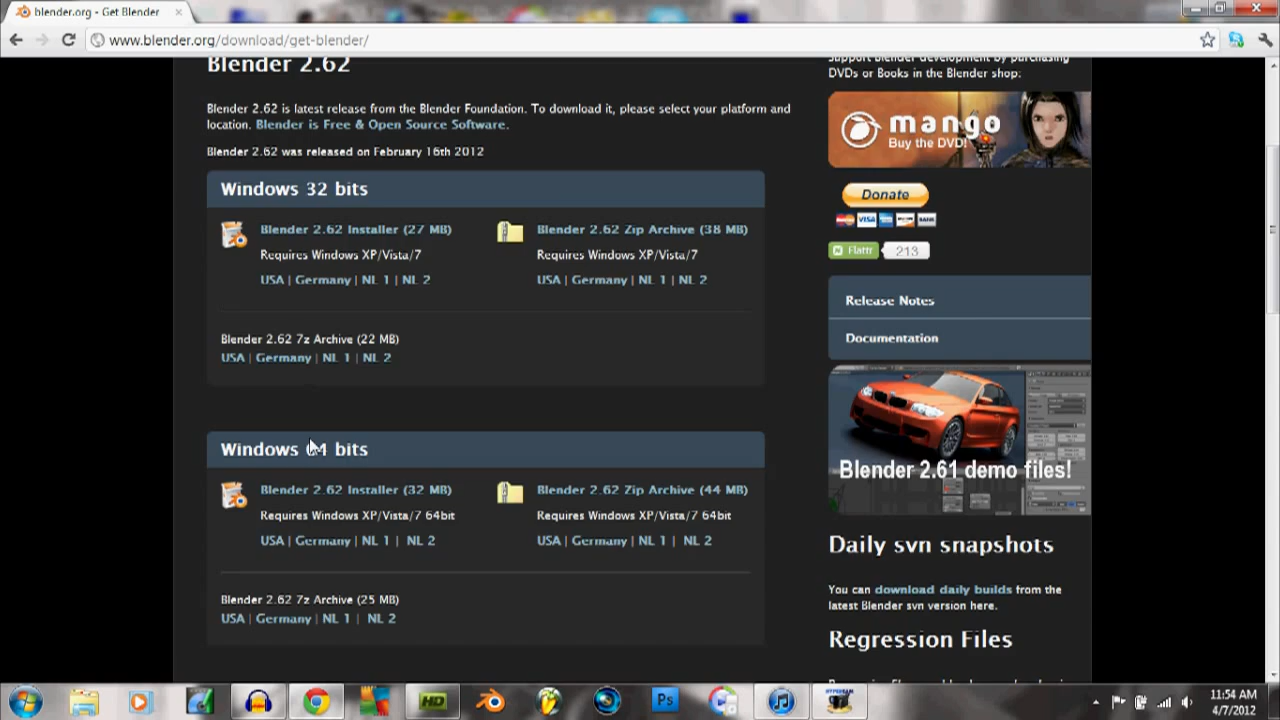 blender.org - Get Blender
www.blender.org/download/get-blender/
Blender 2.62
Blender 2.62 is latest release from the Blender Foundation. To download it, please select your platform and
location. Blender is Free & Open Source Software.
Blender 2.62 was released on February 16th 2012
Windows 32 bits
Blender 2.62 Installer (27 MB)
Requires Windows XP/Vista/7
USA | Germany | NL 1 | NL 2
Blender 2.62 Zip Archive (38 MB)
Requires Windows XP/Vista/7
USA | Germany | NL 1 | NL 2
Blender 2.62 7z Archive (22 MB)
USA | Germany | NL 1 | NL 2
Windows 64 bits
Blender 2.62 Installer (32 MB)
Requires Windows XP/Vista/7 64bit
USA | Germany | NL 1 | NL 2
Blender 2.62 Zip Archive (44 MB)
Requires Windows XP/Vista/7 64bit
USA | Germany | NL 1 | NL 2
Blender 2.62 7z Archive (25 MB)
USA | Germany | NL 1 | NL 2
Support Blender development by purchasing
DVDs or Books in the Blender shop:
mango
Buy the DVD!
Donate
VISA
BANK
Flattr 213
Release Notes
Documentation
Blender 2.61 demo files!
Daily svn snapshots
You can download daily builds from the
latest Blender svn version here.
Regression Files
HD
Ps
11:54 AM
4/7/2012